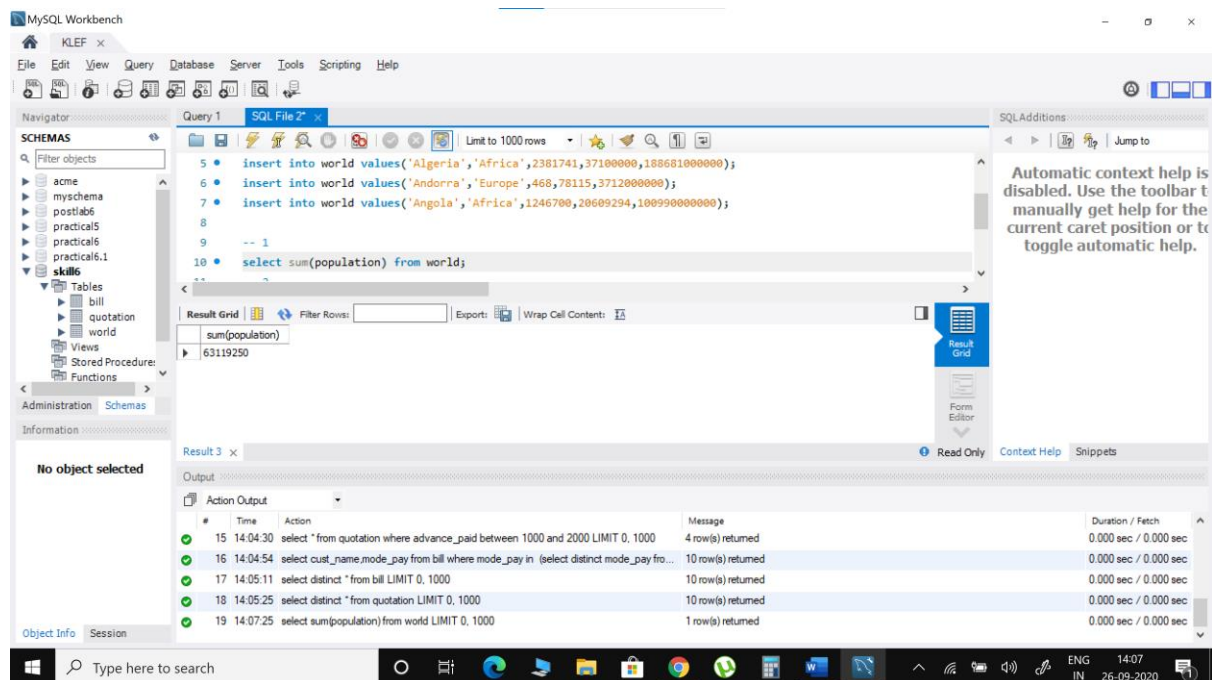 MySQL Workbench
KLEF
File Edit View Query Database Server Tools Scripting Help
Navigator
SCHEMAS
Filter objects
acme
myschema
postlab6
practical5
practical6
practical6.1
skill6
Tables
bill
quotation
world
Views
Stored Procedures
Functions
Administration Schemas
Information
No object selected
Object Info Session
Query 1 SQL File 2*
Limit to 1000 rows
5 insert into world values('Algeria','Africa',2381741,37100000,188681000000);
6 insert into world values('Andorra','Europe',468,78115,3712000000);
7 insert into world values('Angola','Africa',1246700,20609294,100990000000);
8
9 -- 1
10 select sum(population) from world;
Result Grid Filter Rows: Export: Wrap Cell Content:
sum(population)
63119250
Result Grid
Form Editor
Result 3
Read Only
SQLAdditions
Jump to
Automatic context help is
disabled. Use the toolbar t
manually get help for the
current caret position or to
toggle automatic help.
Context Help Snippets
Output
Action Output
# Time Action Message Duration / Fetch
15 14:04:30 select * from quotation where advance_paid between 1000 and 2000 LIMIT 0, 1000 4 row(s) returned 0.000 sec / 0.000 sec
16 14:04:54 select cust_name,mode_pay from bill where mode_pay in (select distinct mode_pay fro... 10 row(s) returned 0.000 sec / 0.000 sec
17 14:05:11 select distinct * from bill LIMIT 0, 1000 10 row(s) returned 0.000 sec / 0.000 sec
18 14:05:25 select distinct * from quotation LIMIT 0, 1000 10 row(s) returned 0.000 sec / 0.000 sec
19 14:07:25 select sum(population) from world LIMIT 0, 1000 1 row(s) returned 0.000 sec / 0.000 sec
Type here to search
ENG
IN
14:07
26-09-2020